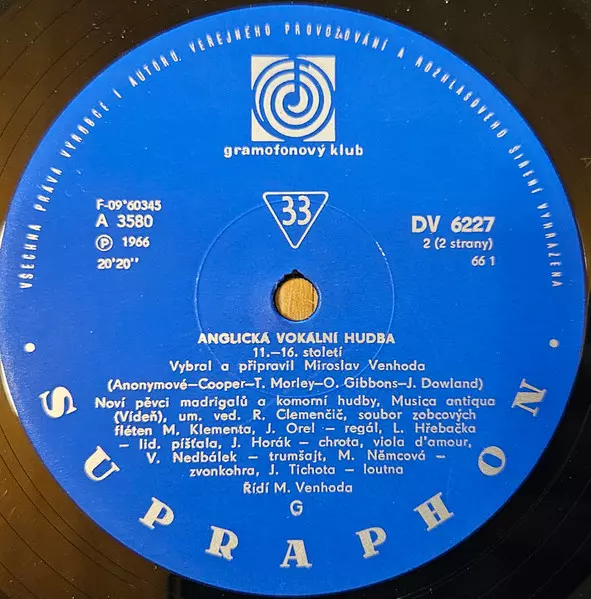 VŠECHNA PRÁVA VÝROBCE I AUTORŮ VEŘEJNÉHO PROVOZOVÁNÍ A ROZHLASOVÉHO ŠÍŘENÍ VYHRAZENA
gramofonový klub
33
F-09*60345
A 3580
Ⓟ 1966
20'20''
DV 6227
2 (2 strany)
66 1
ANGLICKÁ VOKÁLNÍ HUDBA
11.—16. století
Vybral a připravil Miroslav Venhoda
(Anonymové—Cooper—T. Morley—O. Gibbons—J. Dowland)
Noví pěvci madrigalů a komorní hudby, Musica antiqua
(Vídeň), um. ved. R. Clemenčič, soubor zobcových
fléten M. Klementa, J. Orel — regál, L. Hřebačka
— lid. píšťala, J. Horák — chrota, viola d'amour,
V. Nedbálek — trumšajt, M. Němcová —
zvonkohra, J. Tichota — loutna
Řídí M. Venhoda
G
SUPRAPHON